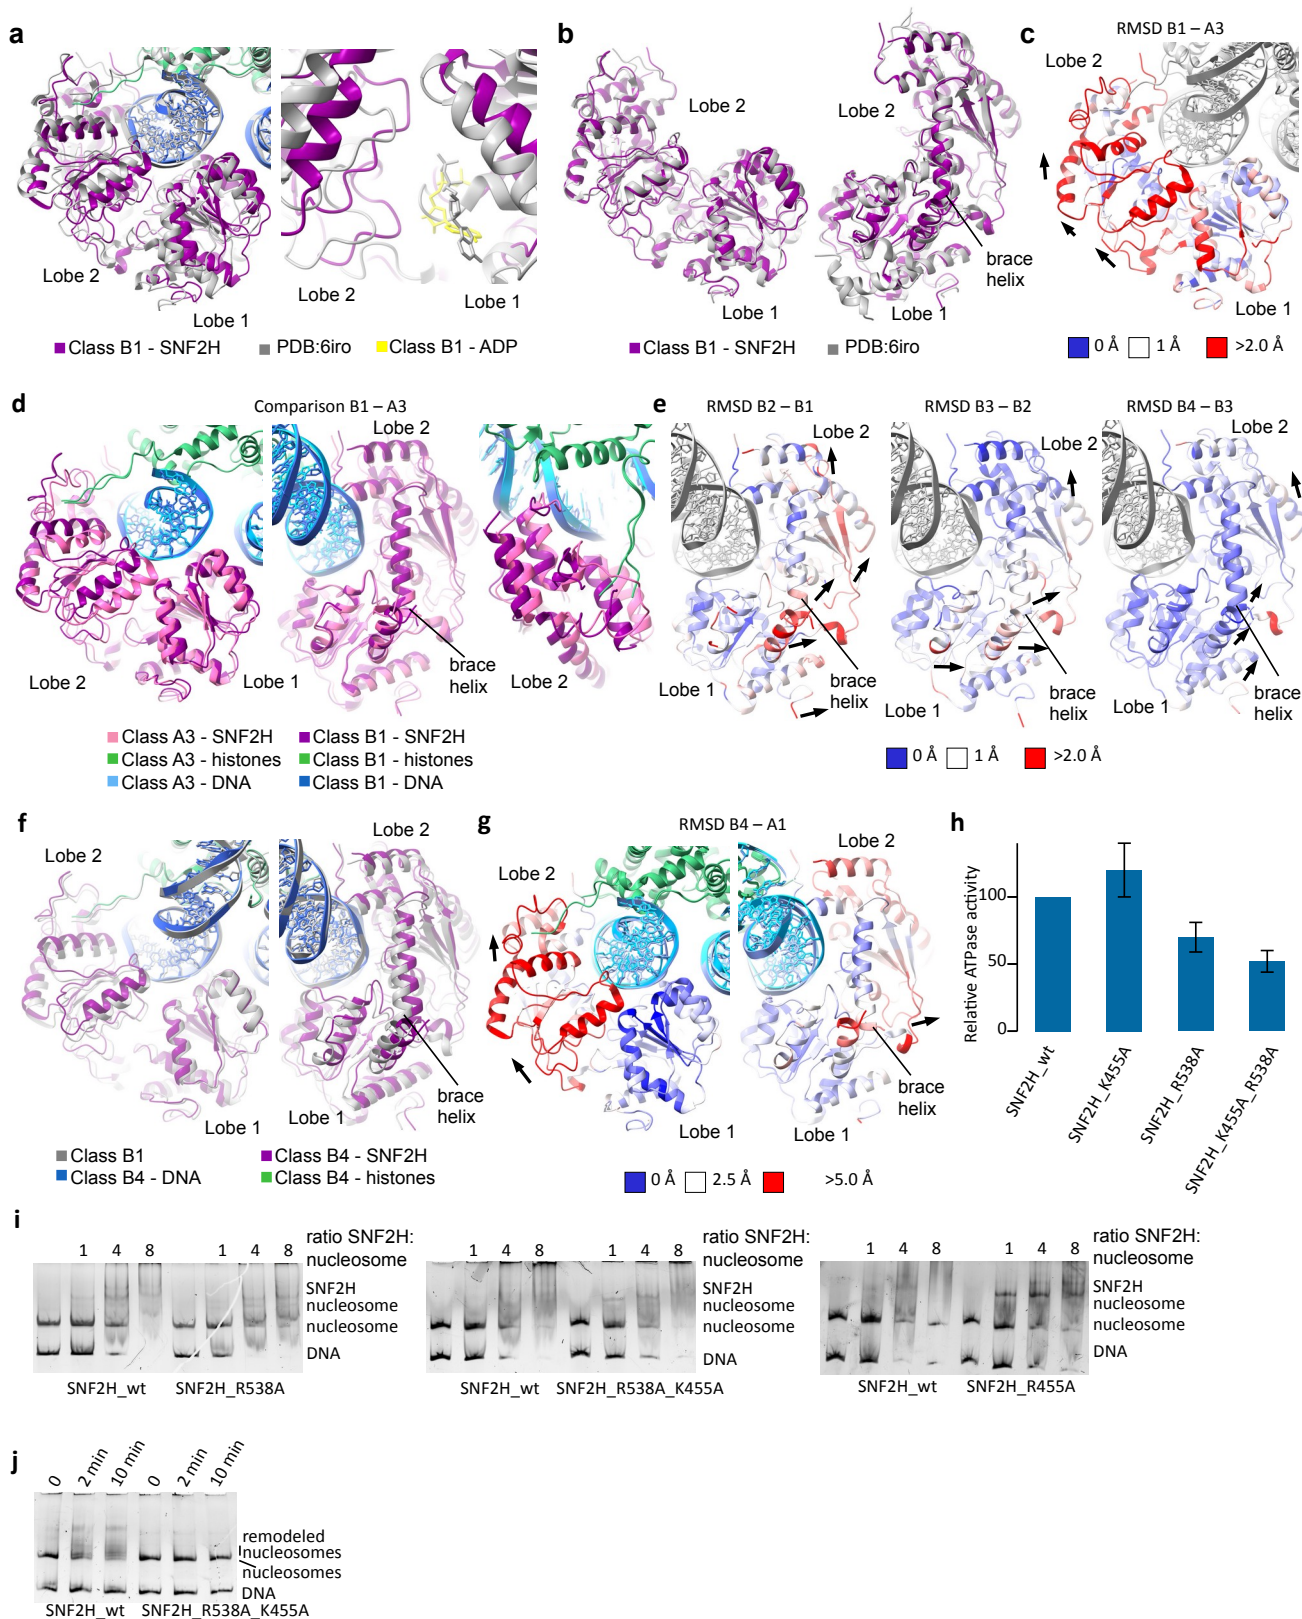 a
Lobe 2
Lobe 1
Lobe 2
Lobe 1
Class B1 - SNF2H
PDB:6iro
Class B1 - ADP
b
Lobe 2
Lobe 1
Lobe 2
brace
helix
Lobe 1
Class B1 - SNF2H
PDB:6iro
c
RMSD B1 – A3
Lobe 2
Lobe 1
0 Å
1 Å
>2.0 Å
d
Comparison B1 – A3
Lobe 2
Lobe 2
Lobe 1
brace
helix
Lobe 2
Class A3 - SNF2H
Class B1 - SNF2H
Class A3 - histones
Class B1 - histones
Class A3 - DNA
Class B1 - DNA
e
RMSD B2 – B1
RMSD B3 – B2
RMSD B4 – B3
Lobe 2
Lobe 2
Lobe 2
Lobe 1
brace
helix
Lobe 1
brace
helix
Lobe 1
brace
helix
0 Å
1 Å
>2.0 Å
f
Lobe 2
Lobe 2
Lobe 1
Lobe 1
brace
helix
Class B1
Class B4 - SNF2H
Class B4 - DNA
Class B4 - histones
g
RMSD B4 – A1
Lobe 2
Lobe 2
Lobe 1
Lobe 1
brace
helix
0 Å
2.5 Å
>5.0 Å
h
Relative ATPase activity
100
50
0
SNF2H_wt
SNF2H_K455A
SNF2H_R538A
SNF2H_K455A_R538A
i
1 4 8 1 4 8
ratio SNF2H:
nucleosome
SNF2H
nucleosome
nucleosome
DNA
SNF2H_wt
SNF2H_R538A
1 4 8 1 4 8
ratio SNF2H:
nucleosome
SNF2H
nucleosome
nucleosome
DNA
SNF2H_wt
SNF2H_R538A_K455A
1 4 8 1 4 8
ratio SNF2H:
nucleosome
SNF2H
nucleosome
nucleosome
DNA
SNF2H_wt
SNF2H_R455A
j
0 2 min 10 min 0 2 min 10 min
remodeled
nucleosomes
nucleosomes
DNA
SNF2H_wt
SNF2H_R538A_K455A